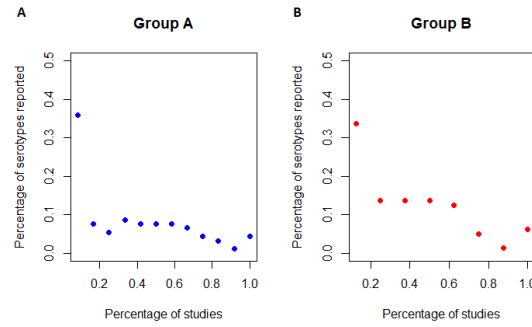 A
Group A
Percentage of serotypes reported
0.5
0.4
0.3
0.2
0.1
0.0
0.2 0.4 0.6 0.8 1.0
Percentage of studies
B
Group B
Percentage of serotypes reported
0.5
0.4
0.3
0.2
0.1
0.0
0.2 0.4 0.6 0.8 1.0
Percentage of studies